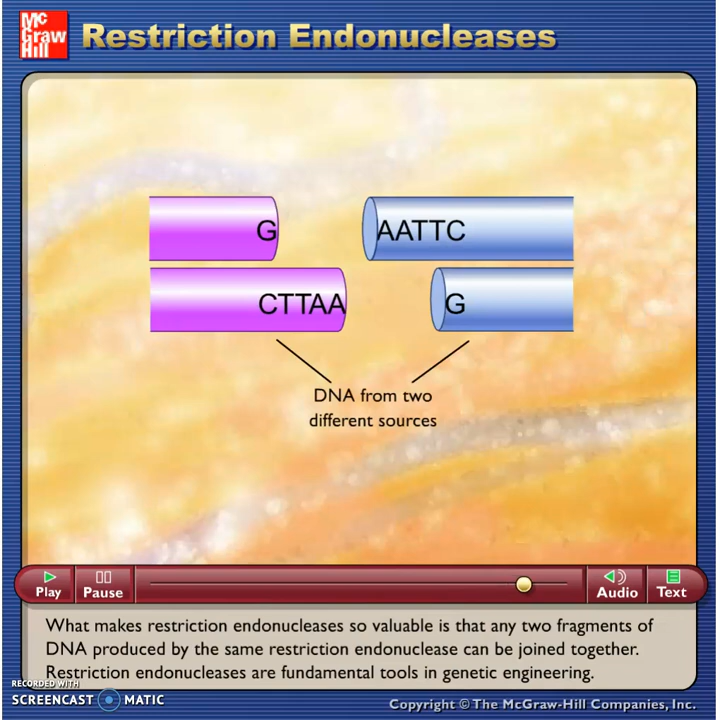 Mc
Graw
Hill
Restriction Endonucleases
G
AATTC
CTTAA
G
DNA from two
different sources
Play
Pause
Audio
Text
What makes restriction endonucleases so valuable is that any two fragments of
DNA produced by the same restriction endonuclease can be joined together.
Restriction endonucleases are fundamental tools in genetic engineering.
RECORDED WITH
SCREENCAST MATIC
Copyright © The McGraw-Hill Companies, Inc.